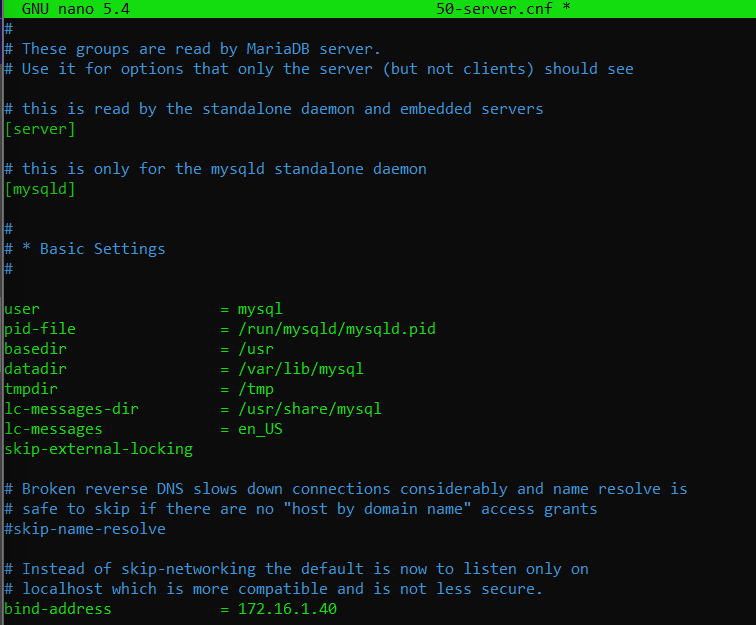 GNU nano 5.4 50-server.cnf *
#
# These groups are read by MariaDB server.
# Use it for options that only the server (but not clients) should see

# this is read by the standalone daemon and embedded servers
[server]

# this is only for the mysqld standalone daemon
[mysqld]

#
# * Basic Settings
#

user                    = mysql
pid-file                = /run/mysqld/mysqld.pid
basedir                 = /usr
datadir                 = /var/lib/mysql
tmpdir                  = /tmp
lc-messages-dir         = /usr/share/mysql
lc-messages             = en_US
skip-external-locking

# Broken reverse DNS slows down connections considerably and name resolve is
# safe to skip if there are no "host by domain name" access grants
#skip-name-resolve

# Instead of skip-networking the default is now to listen only on
# localhost which is more compatible and is not less secure.
bind-address            = 172.16.1.40